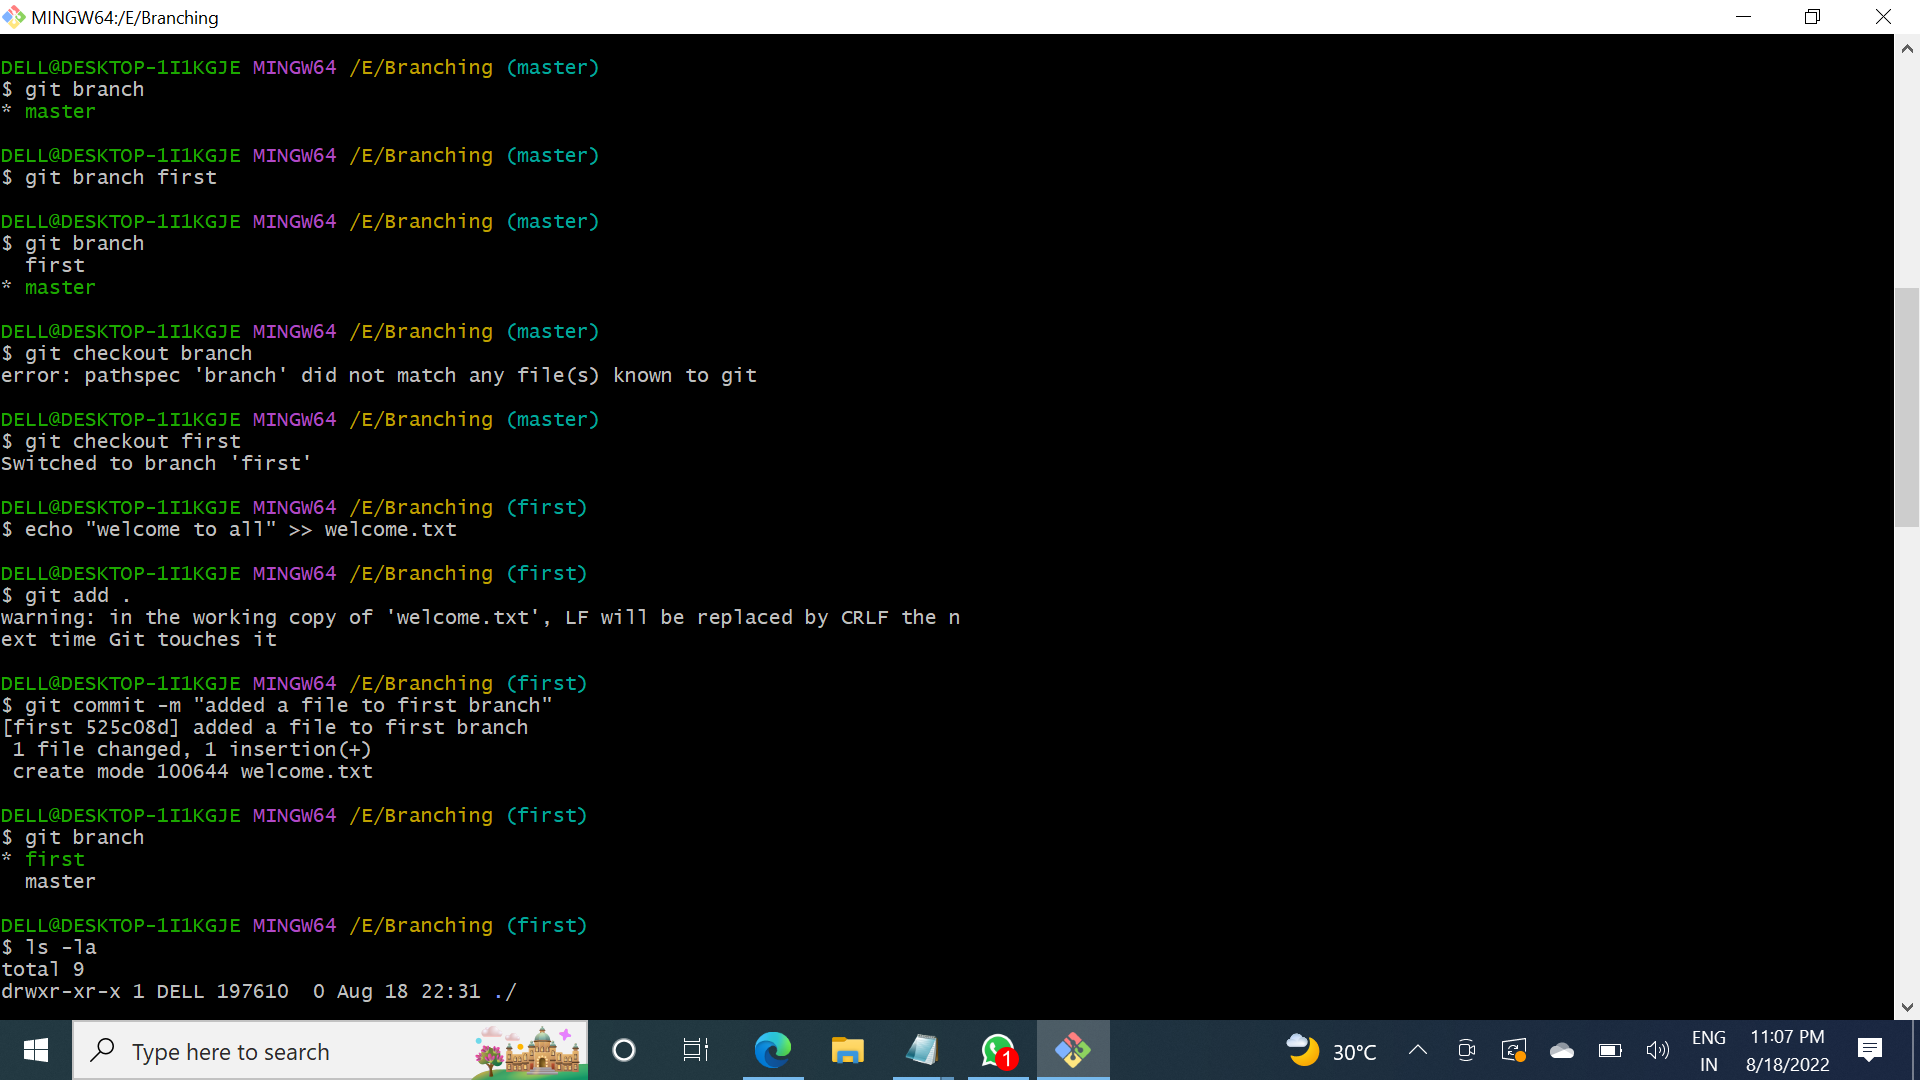 MINGW64:/E/Branching
DELL@DESKTOP-1I1KGJE MINGW64 /E/Branching (master)
$ git branch
* master
DELL@DESKTOP-1I1KGJE MINGW64 /E/Branching (master)
$ git branch first
DELL@DESKTOP-1I1KGJE MINGW64 /E/Branching (master)
$ git branch
  first
* master
DELL@DESKTOP-1I1KGJE MINGW64 /E/Branching (master)
$ git checkout branch
error: pathspec 'branch' did not match any file(s) known to git
DELL@DESKTOP-1I1KGJE MINGW64 /E/Branching (master)
$ git checkout first
Switched to branch 'first'
DELL@DESKTOP-1I1KGJE MINGW64 /E/Branching (first)
$ echo "welcome to all" >> welcome.txt
DELL@DESKTOP-1I1KGJE MINGW64 /E/Branching (first)
$ git add .
warning: in the working copy of 'welcome.txt', LF will be replaced by CRLF the n
ext time Git touches it
DELL@DESKTOP-1I1KGJE MINGW64 /E/Branching (first)
$ git commit -m "added a file to first branch"
[first 525c08d] added a file to first branch
 1 file changed, 1 insertion(+)
 create mode 100644 welcome.txt
DELL@DESKTOP-1I1KGJE MINGW64 /E/Branching (first)
$ git branch
* first
  master
DELL@DESKTOP-1I1KGJE MINGW64 /E/Branching (first)
$ ls -la
total 9
drwxr-xr-x 1 DELL 197610  0 Aug 18 22:31 ./
Type here to search
1
30°C
ENG
IN
11:07 PM
8/18/2022